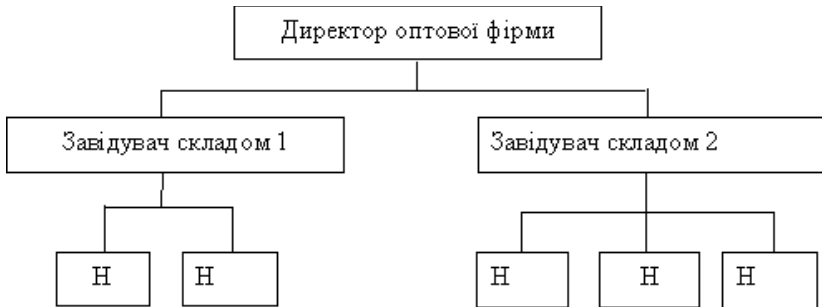 Директор оптової фірми
Завідувач складом 1
Завідувач складом 2
Н
Н
Н
Н
Н